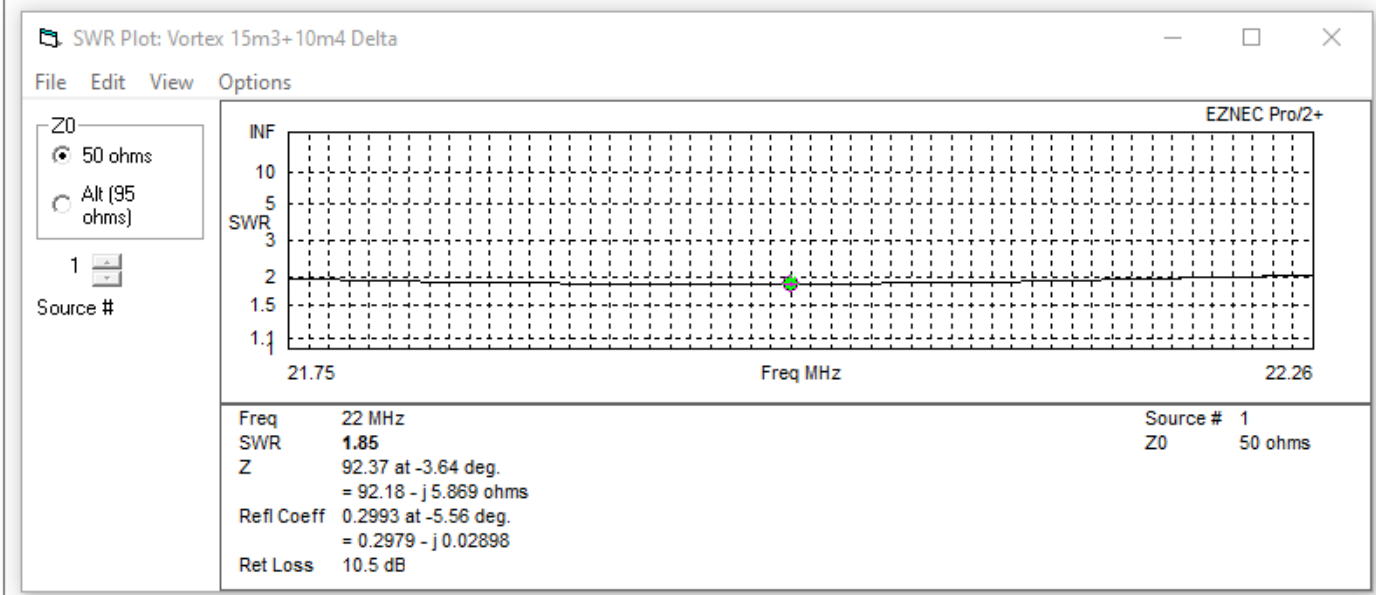 SWR Plot: Vortex 15m3+10m4 Delta
File Edit View Options
Z0
50 ohms
Alt (95
ohms)
1
Source #
EZNEC Pro/2+
INF
10
5
SWR
3
2
1.5
1.1
1
21.75 Freq MHz 22.26
Freq 22 MHz Source # 1
SWR 1.85 Z0 50 ohms
Z 92.37 at -3.64 deg.
= 92.18 - j 5.869 ohms
Refl Coeff 0.2993 at -5.56 deg.
= 0.2979 - j 0.02898
Ret Loss 10.5 dB